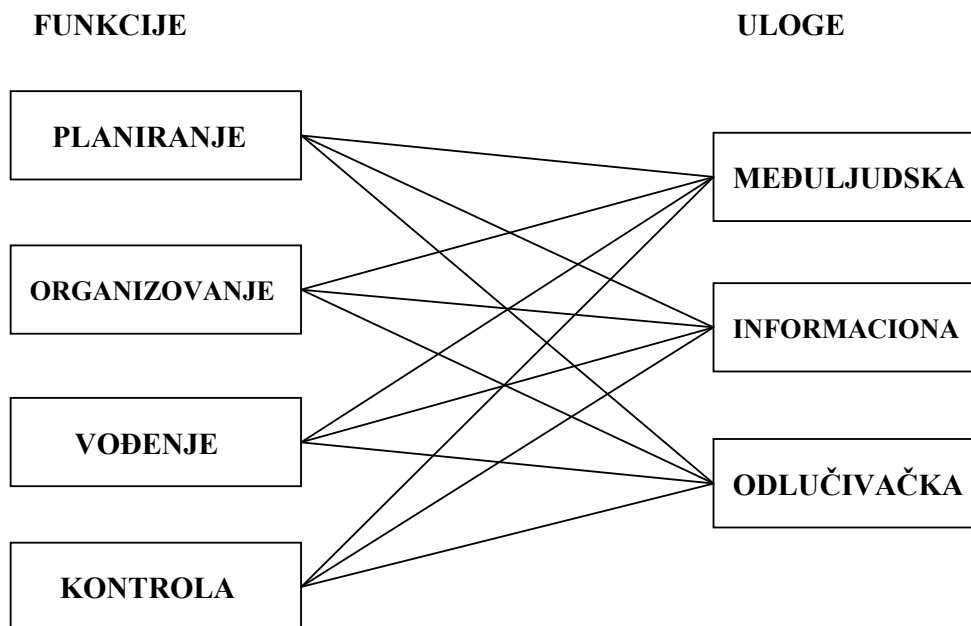 FUNKCIJE
ULOGE
PLANIRANJE
ORGANIZOVANJE
VOĐENJE
KONTROLA
MEĐULJUDSKA
INFORMACIONA
ODLUČIVAČKA